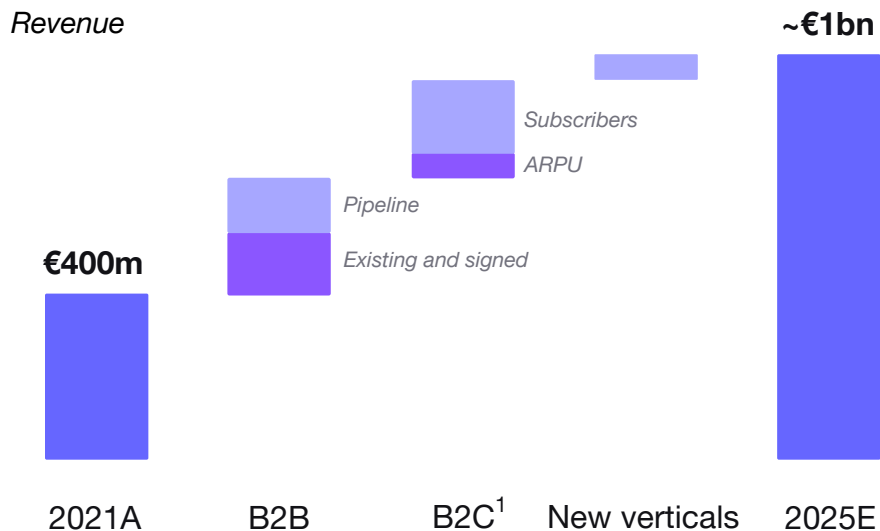 Revenue
~€1bn
Subscribers
ARPU
Pipeline
€400m
Existing and signed
2021A
B2B
B2C¹
New verticals
2025E